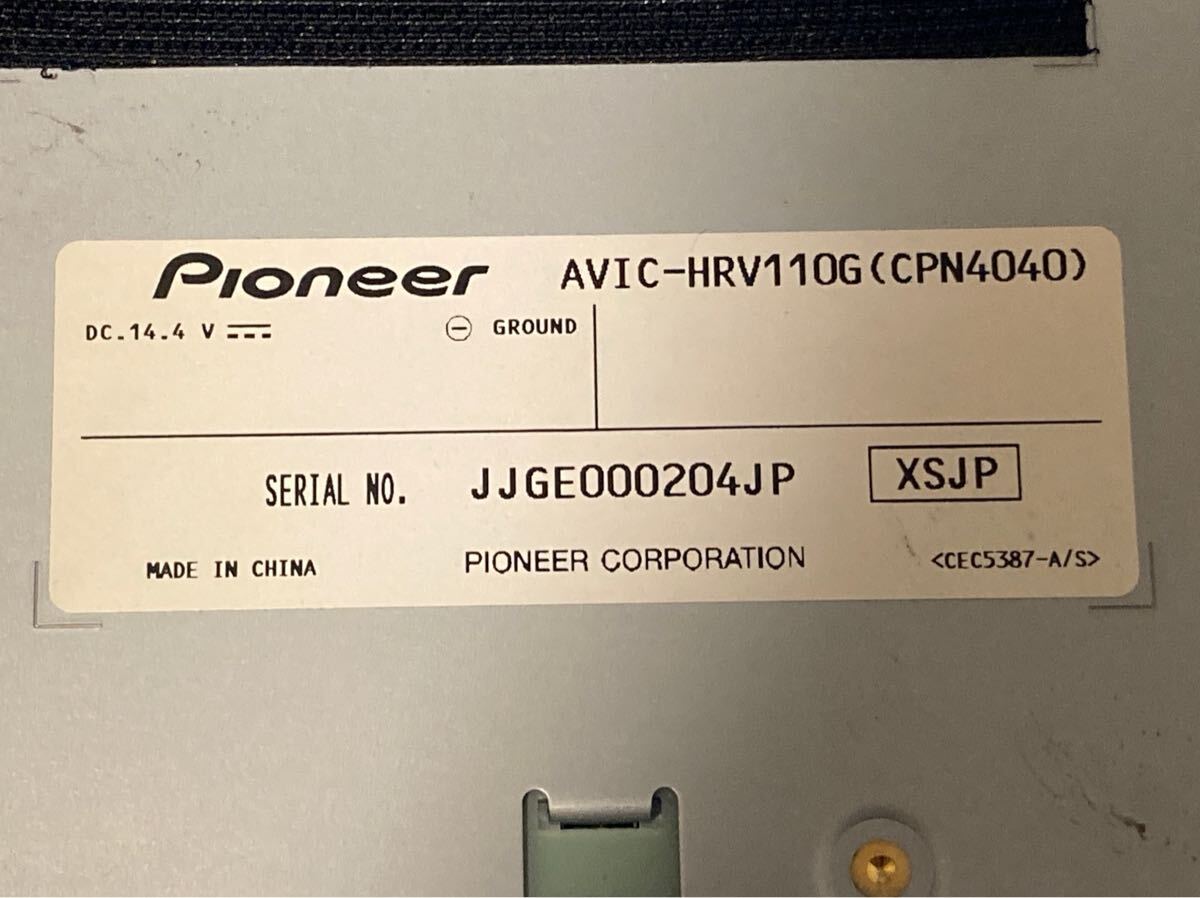 Pioneer AVIC-HRV110G(CPN4040)
DC.14.4 V ⎓ ⊖ GROUND
SERIAL NO. JJGE000204JP XSJP
MADE IN CHINA PIONEER CORPORATION <CEC5387-A/S>